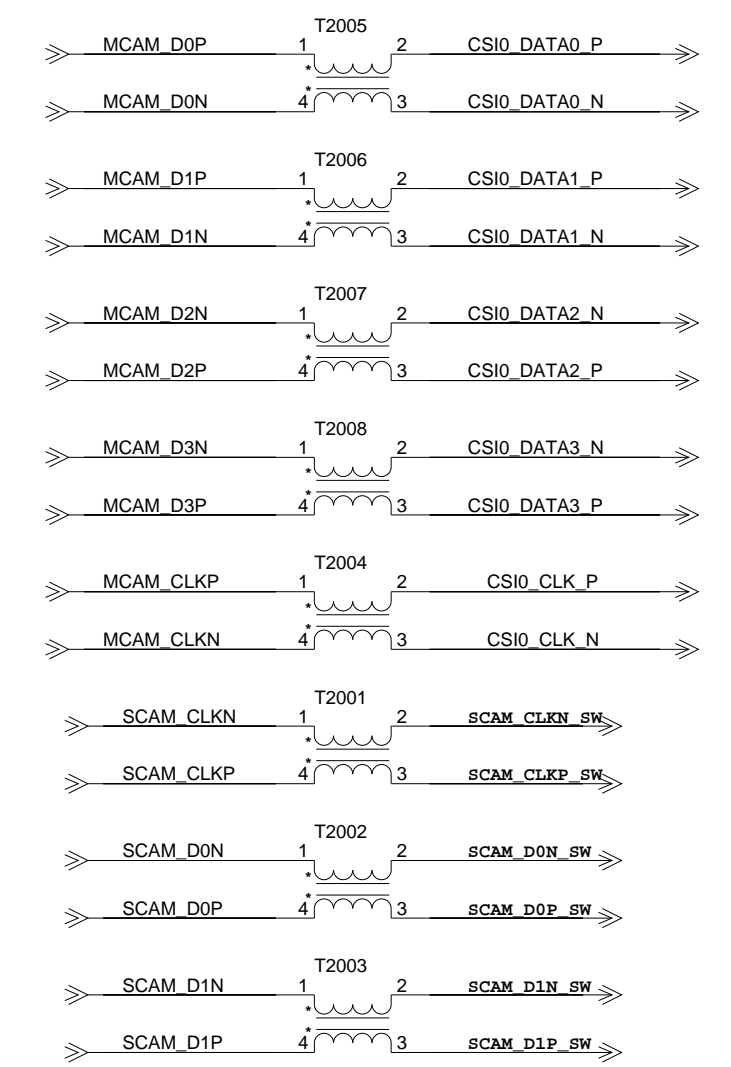 T2005
MCAM_D0P 1 2 CSI0_DATA0_P
*
*
MCAM_D0N 4 3 CSI0_DATA0_N
T2006
MCAM_D1P 1 2 CSI0_DATA1_P
*
*
MCAM_D1N 4 3 CSI0_DATA1_N
T2007
MCAM_D2N 1 2 CSI0_DATA2_N
*
*
MCAM_D2P 4 3 CSI0_DATA2_P
T2008
MCAM_D3N 1 2 CSI0_DATA3_N
*
*
MCAM_D3P 4 3 CSI0_DATA3_P
T2004
MCAM_CLKP 1 2 CSI0_CLK_P
*
*
MCAM_CLKN 4 3 CSI0_CLK_N
T2001
SCAM_CLKN 1 2 SCAM_CLKN_SW
*
*
SCAM_CLKP 4 3 SCAM_CLKP_SW
T2002
SCAM_D0N 1 2 SCAM_D0N_SW
*
*
SCAM_D0P 4 3 SCAM_D0P_SW
T2003
SCAM_D1N 1 2 SCAM_D1N_SW
*
*
SCAM_D1P 4 3 SCAM_D1P_SW